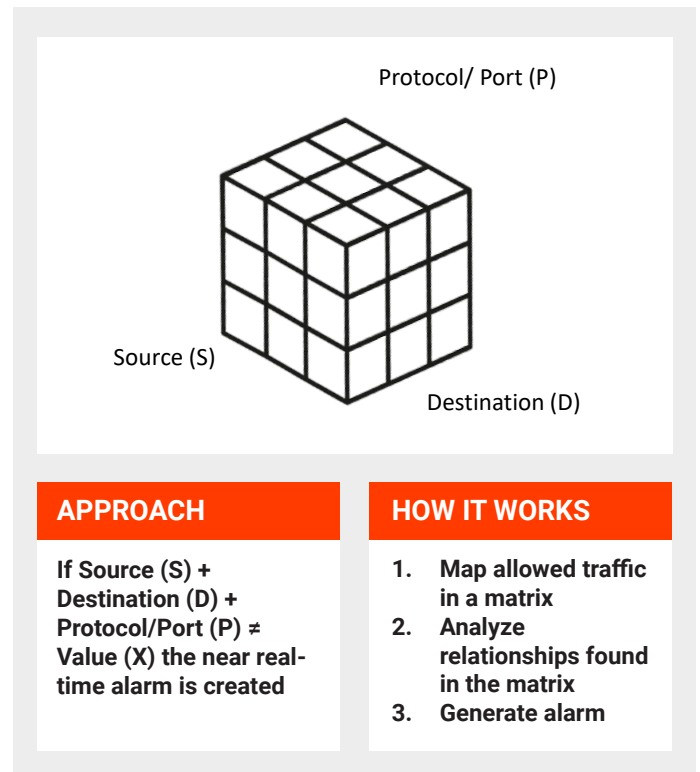 Protocol/ Port (P)
Source (S)
Destination (D)
APPROACH
If Source (S) +
Destination (D) +
Protocol/Port (P) ≠
Value (X) the near real-
time alarm is created
HOW IT WORKS
1. Map allowed traffic
in a matrix
2. Analyze
relationships found
in the matrix
3. Generate alarm